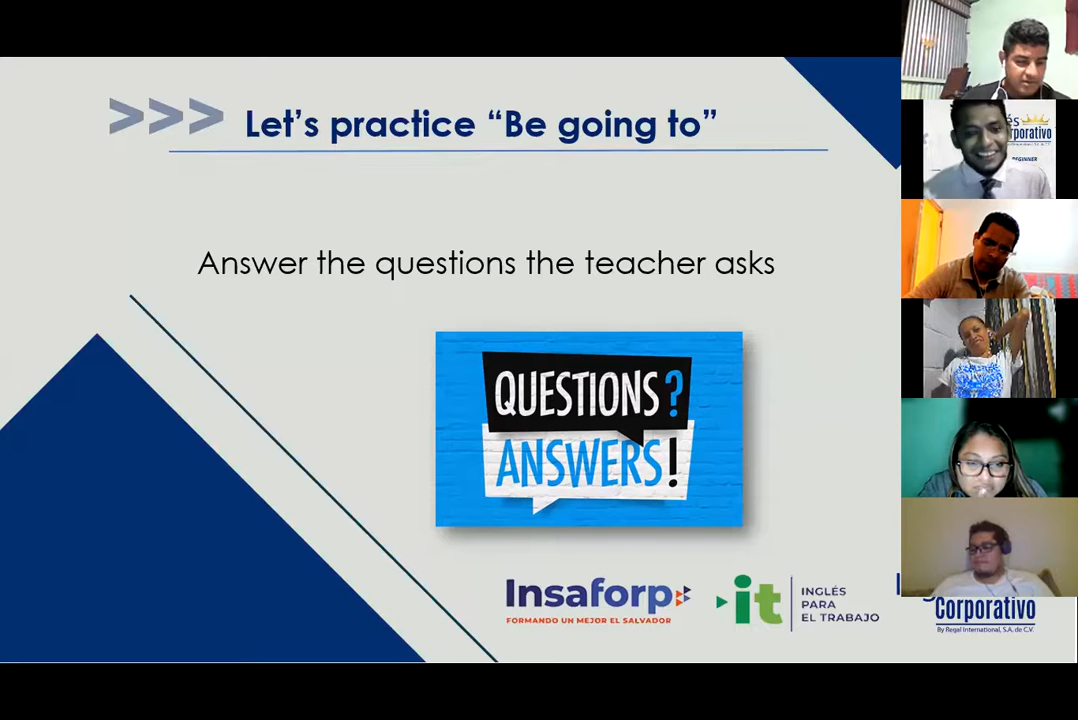 >>> Let's practice “Be going to”
Answer the questions the teacher asks
QUESTIONS?
ANSWERS!
Insaforp
FORMANDO UN MEJOR EL SALVADOR
it
INGLÉS
PARA
EL TRABAJO
Corporativo
By Regal International, S.A. de C.V.
BEGINNER